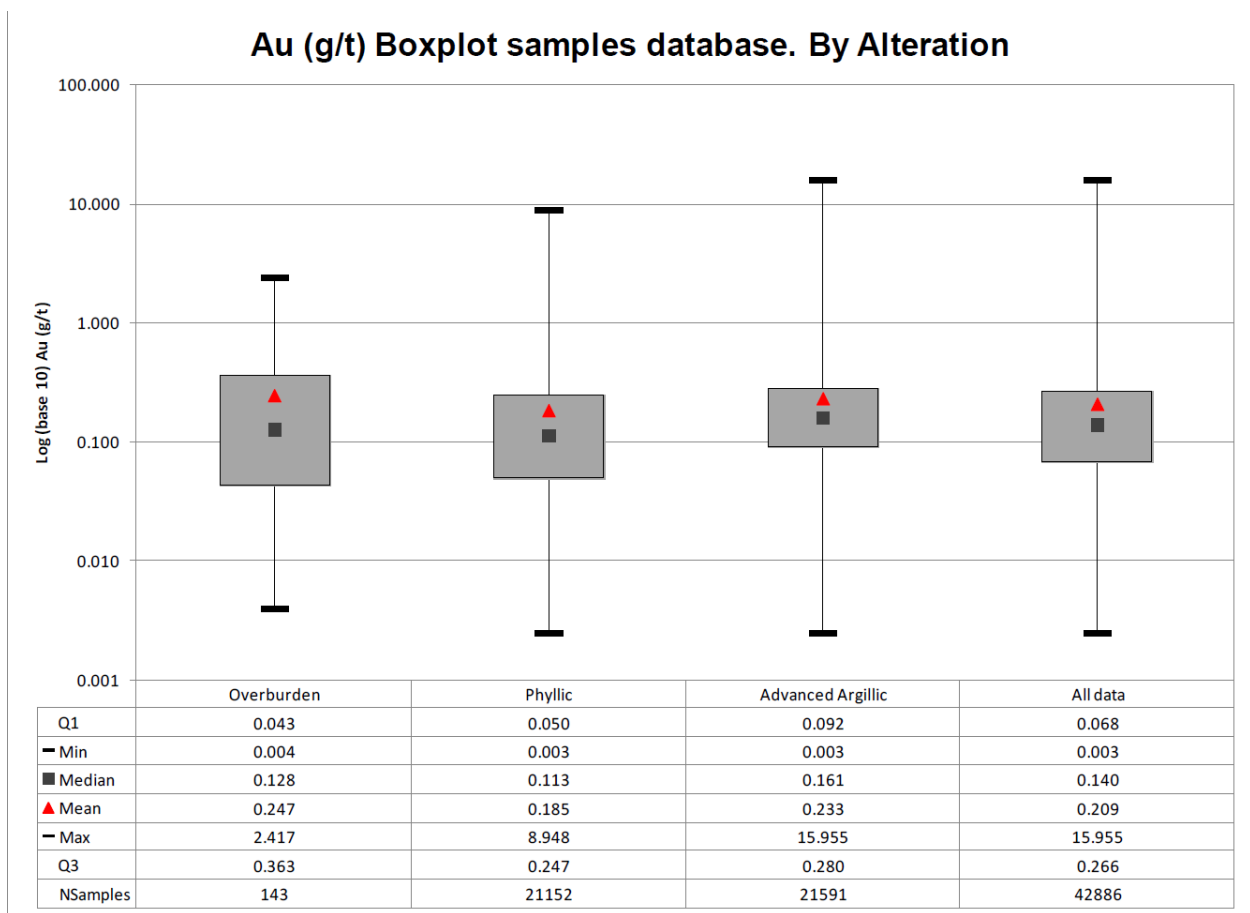 Au (g/t) Boxplot samples database. By Alteration
Log (base 10) Au (g/t)
100.000
10.000
1.000
0.100
0.010
0.001
Overburden Phyllic Advanced Argillic All data
Q1 0.043 0.050 0.092 0.068
Min 0.004 0.003 0.003 0.003
Median 0.128 0.113 0.161 0.140
Mean 0.247 0.185 0.233 0.209
Max 2.417 8.948 15.955 15.955
Q3 0.363 0.247 0.280 0.266
NSamples 143 21152 21591 42886